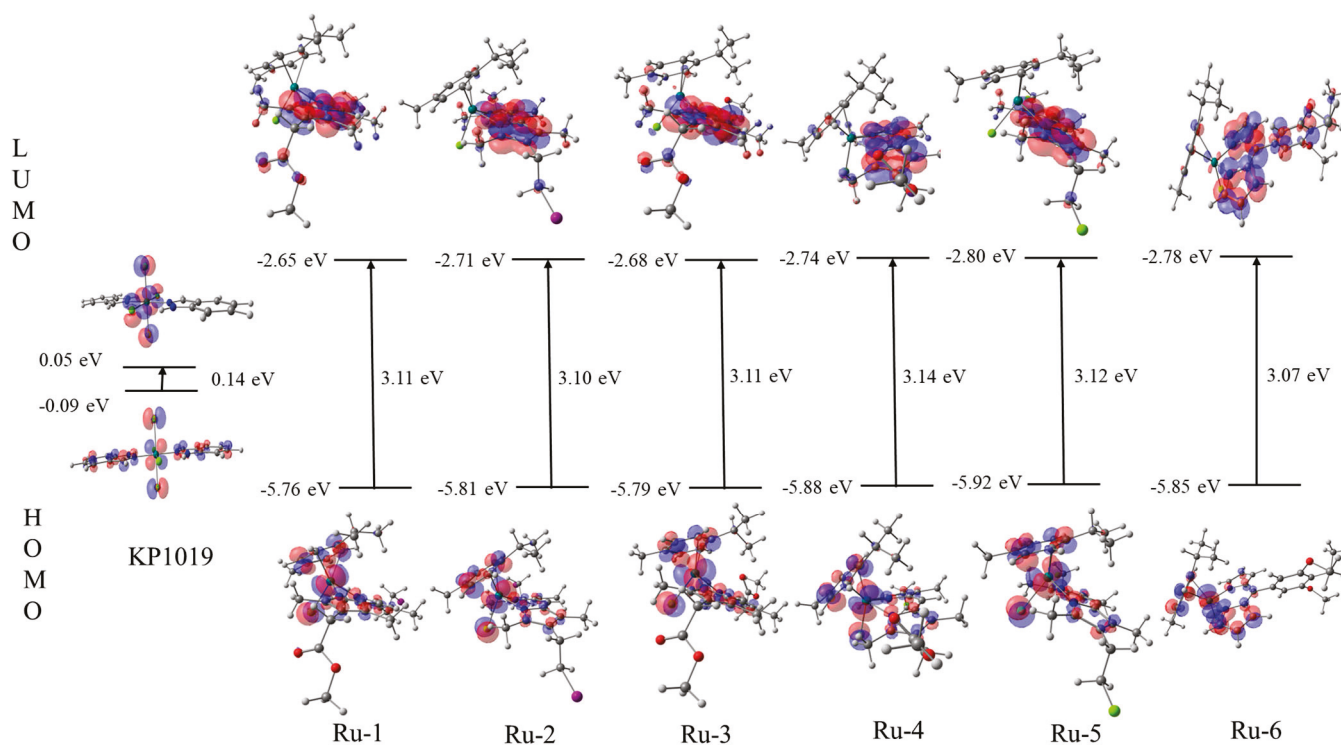 LUMO
-2.65 eV
-2.71 eV
-2.68 eV
-2.74 eV
-2.80 eV
-2.78 eV
0.05 eV
0.14 eV
-0.09 eV
3.11 eV
3.10 eV
3.11 eV
3.14 eV
3.12 eV
3.07 eV
-5.76 eV
-5.81 eV
-5.79 eV
-5.88 eV
-5.92 eV
-5.85 eV
HOMO
KP1019
Ru-1
Ru-2
Ru-3
Ru-4
Ru-5
Ru-6